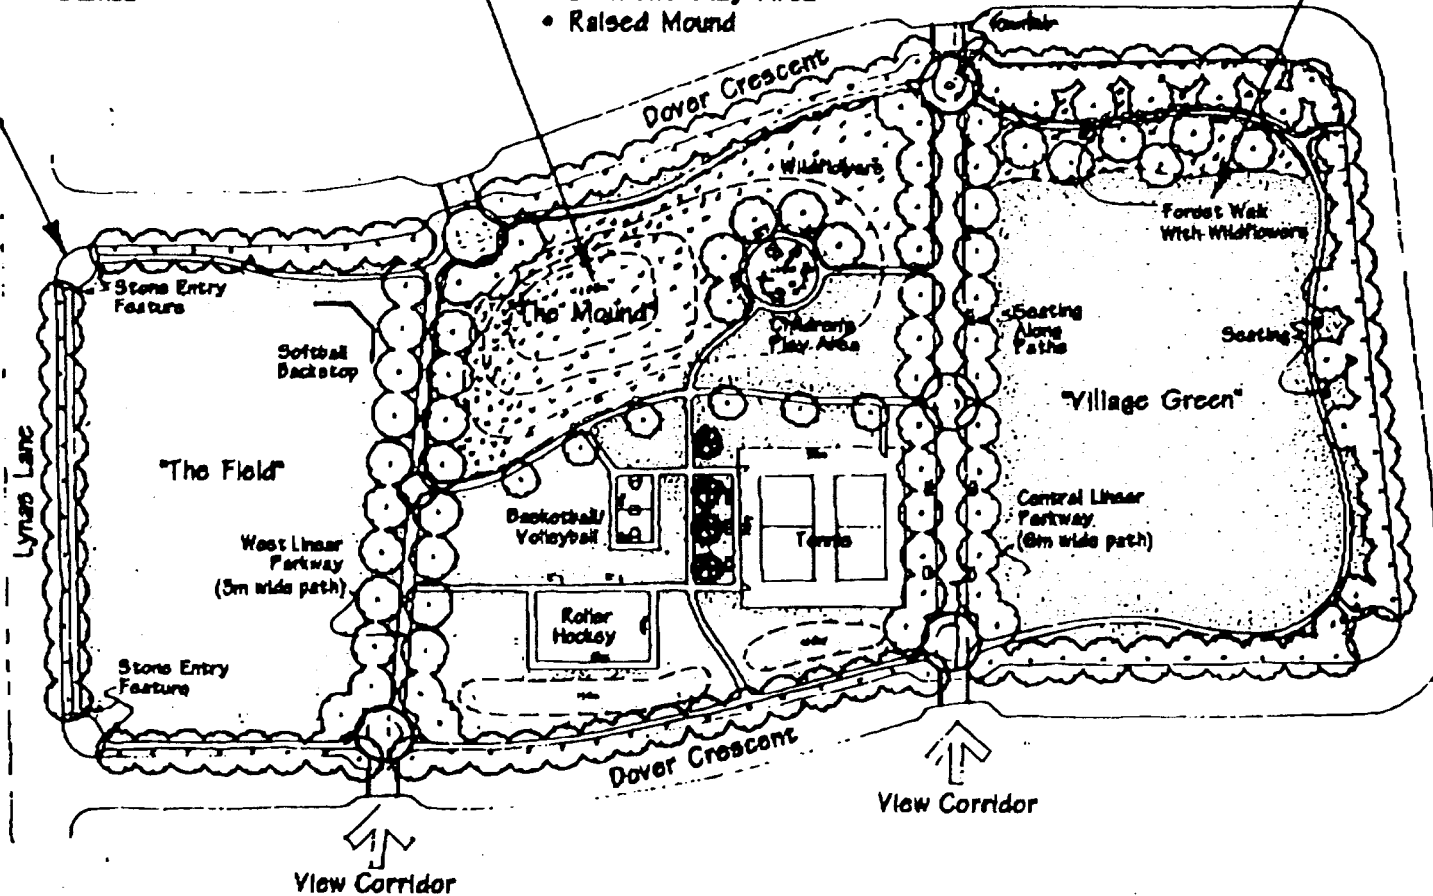 • Raised Mound
Fountain
Dover Crescent
Wildflowers
Forest Walk
With Wildflowers
Stone Entry
Feature
"The Mound"
Children's
Play Area
Seating
Along
Paths
Seating
Softball
Backstop
"Village Green"
Lynas Lane
"The Field"
Basketball/
Volleyball
Tennis
Central Linear
Parkway
(6m wide path)
West Linear
Parkway
(3m wide path)
Roller
Hockey
Stone Entry
Feature
Dover Crescent
View Corridor
View Corridor